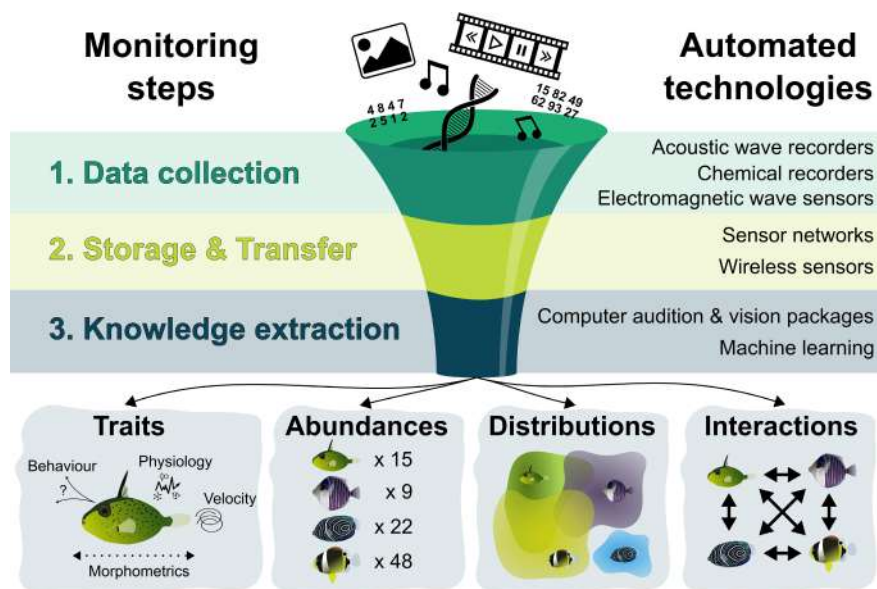 Monitoring
steps
Automated
technologies
4 8 4 7
2 5 1 2
15 82 49
62 93 27
1. Data collection
Acoustic wave recorders
Chemical recorders
Electromagnetic wave sensors
2. Storage & Transfer
Sensor networks
Wireless sensors
3. Knowledge extraction
Computer audition & vision packages
Machine learning
Traits
Behaviour
?
Physiology
Velocity
Morphometrics
Abundances
x 15
x 9
x 22
x 48
Distributions
Interactions